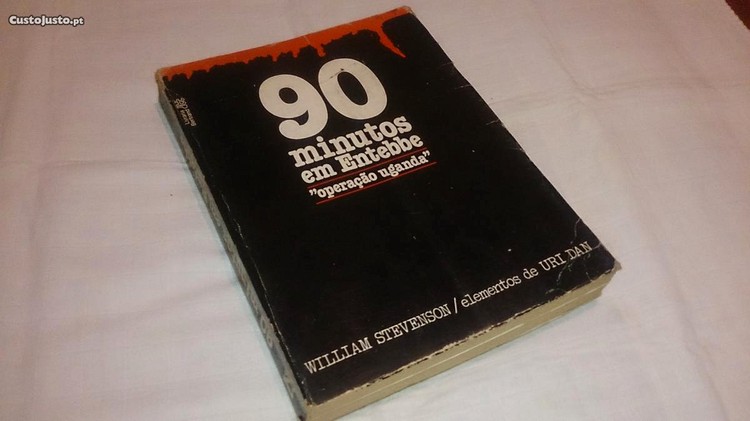 CustoJusto.pt
90
minutos
em Entebbe
"operação uganda"
WILLIAM STEVENSON / elementos de URI DAN